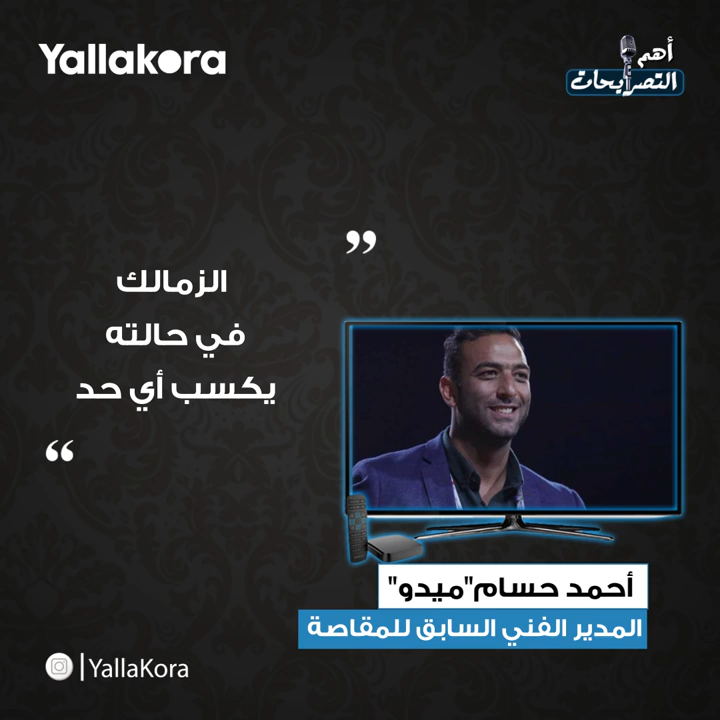 Yallakora
أهم
التصريحات
الزمالك
في حالته
يكسب أي حد
أحمد حسام"ميدو"
المدير الفني السابق للمقاصة
YallaKora